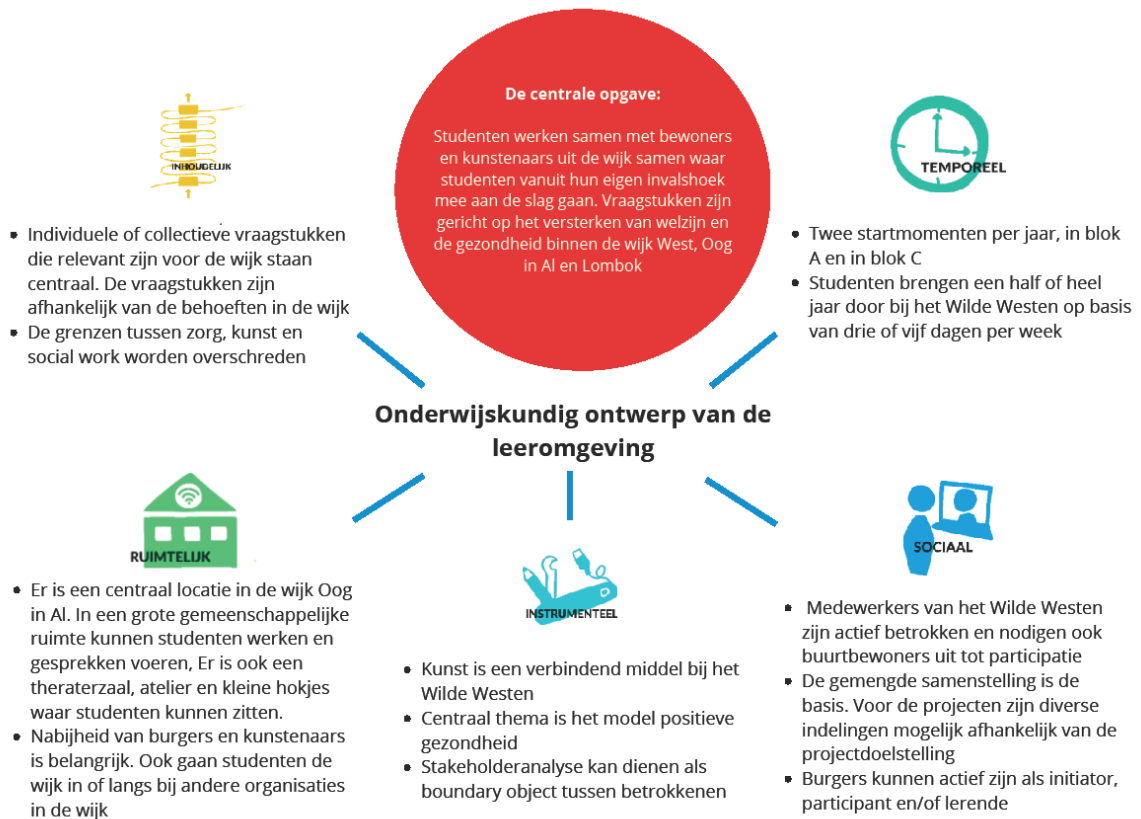 De centrale opgave:
Studenten werken samen met bewoners
en kunstenaars uit de wijk samen waar
studenten vanuit hun eigen invalshoek
mee aan de slag gaan. Vraagstukken zijn
gericht op het versterken van welzijn en
de gezondheid binnen de wijk West, Oog
in Al en Lombok
INHOUDELIJK
• Individuele of collectieve vraagstukken
die relevant zijn voor de wijk staan
centraal. De vraagstukken zijn
afhankelijk van de behoeften in de wijk
• De grenzen tussen zorg, kunst en
social work worden overschreden
TEMPOREEL
• Twee startmomenten per jaar, in blok
A en in blok C
• Studenten brengen een half of heel
jaar door bij het Wilde Westen op basis
van drie of vijf dagen per week
Onderwijskundig ontwerp van de
leeromgeving
RUIMTELIJK
• Er is een centraal locatie in de wijk Oog
in Al. In een grote gemeenschappelijke
ruimte kunnen studenten werken en
gesprekken voeren, Er is ook een
theraterzaal, atelier en kleine hokjes
waar studenten kunnen zitten.
• Nabijheid van burgers en kunstenaars
is belangrijk. Ook gaan studenten de
wijk in of langs bij andere organisaties
in de wijk
INSTRUMENTEEL
• Kunst is een verbindend middel bij het
Wilde Westen
• Centraal thema is het model positieve
gezondheid
• Stakeholderanalyse kan dienen als
boundary object tussen betrokkenen
SOCIAAL
• Medewerkers van het Wilde Westen
zijn actief betrokken en nodigen ook
buurtbewoners uit tot participatie
• De gemengde samenstelling is de
basis. Voor de projecten zijn diverse
indelingen mogelijk afhankelijk van de
projectdoelstelling
• Burgers kunnen actief zijn als initiator,
participant en/of lerende